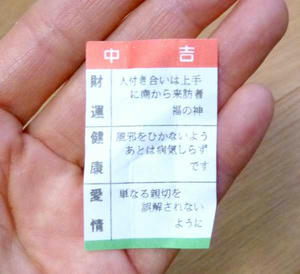 中吉
財運
人付き合いは上手
に南から来訪者
福の神
健康
風邪をひかないよう
あとは病気しらず
です
愛情
単なる親切を
誤解されない
ように